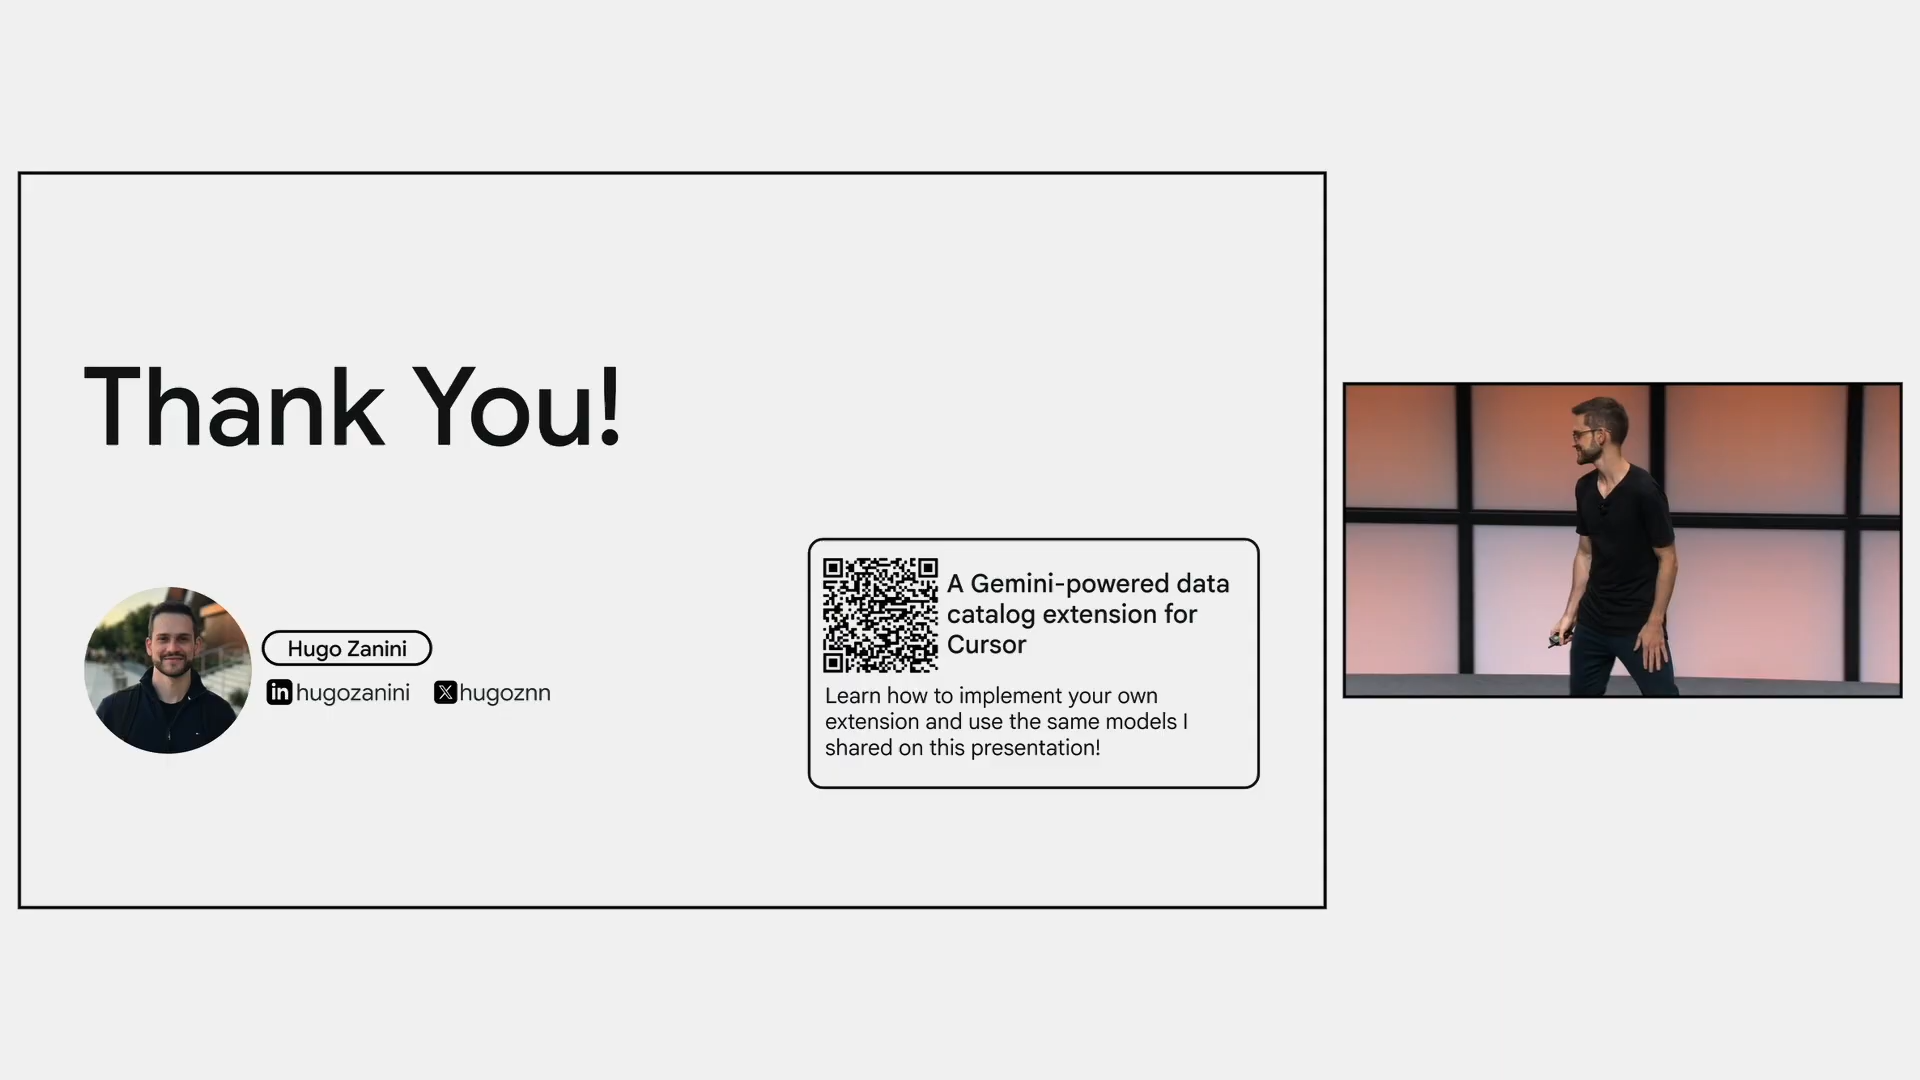 Thank You!
Hugo Zanini
in hugozanini X hugoznn
A Gemini-powered data
catalog extension for
Cursor
Learn how to implement your own
extension and use the same models I
shared on this presentation!